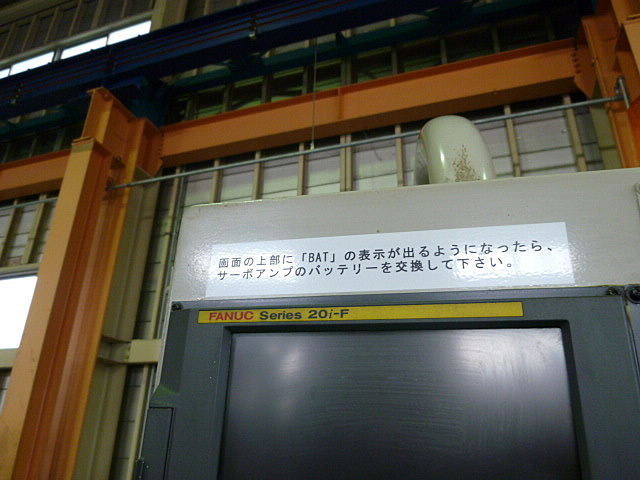 画面の上部に「BAT」の表示が出るようになったら、
サーボアンプのバッテリーを交換して下さい。
FANUC Series 20i-F